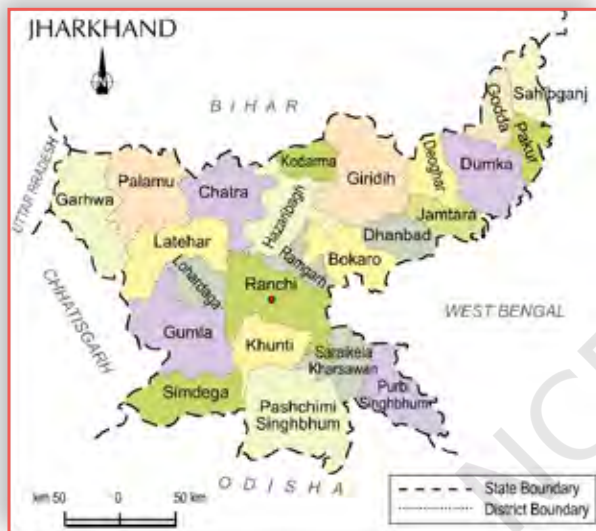 JHARKHAND
N
BIHAR
UTTAR PRADESH
CHHATISGARH
WEST BENGAL
ODISHA
Garhwa
Palamu
Chatra
Kodarma
Giridih
Deoghar
Godda
Sahibganj
Pakur
Dumka
Jamtara
Dhanbad
Hazaribagh
Ramgarh
Bokaro
Latehar
Lohardaga
Ranchi
Gumla
Khunti
Simdega
Saraikela
Kharsawan
Purbi
Singhbhum
Pashchimi
Singhbhum
km 50 0 50 km
State Boundary
District Boundary